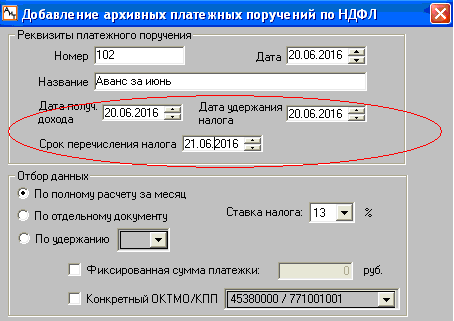 Добавление архивных платежных поручений по НДФЛ
Реквизиты платежного поручения
Номер 102 Дата 20.06.2016
Название Аванс за июнь
Дата получ. дохода 20.06.2016 Дата удержания налога 20.06.2016
Срок перечисления налога 21.06.2016
Отбор данных
По полному расчету за месяц
По отдельному документу Ставка налога: 13 %
По удержанию
Фиксированная сумма платежки: 0 руб.
Конкретный ОКТМО/КПП 45380000 / 771001001